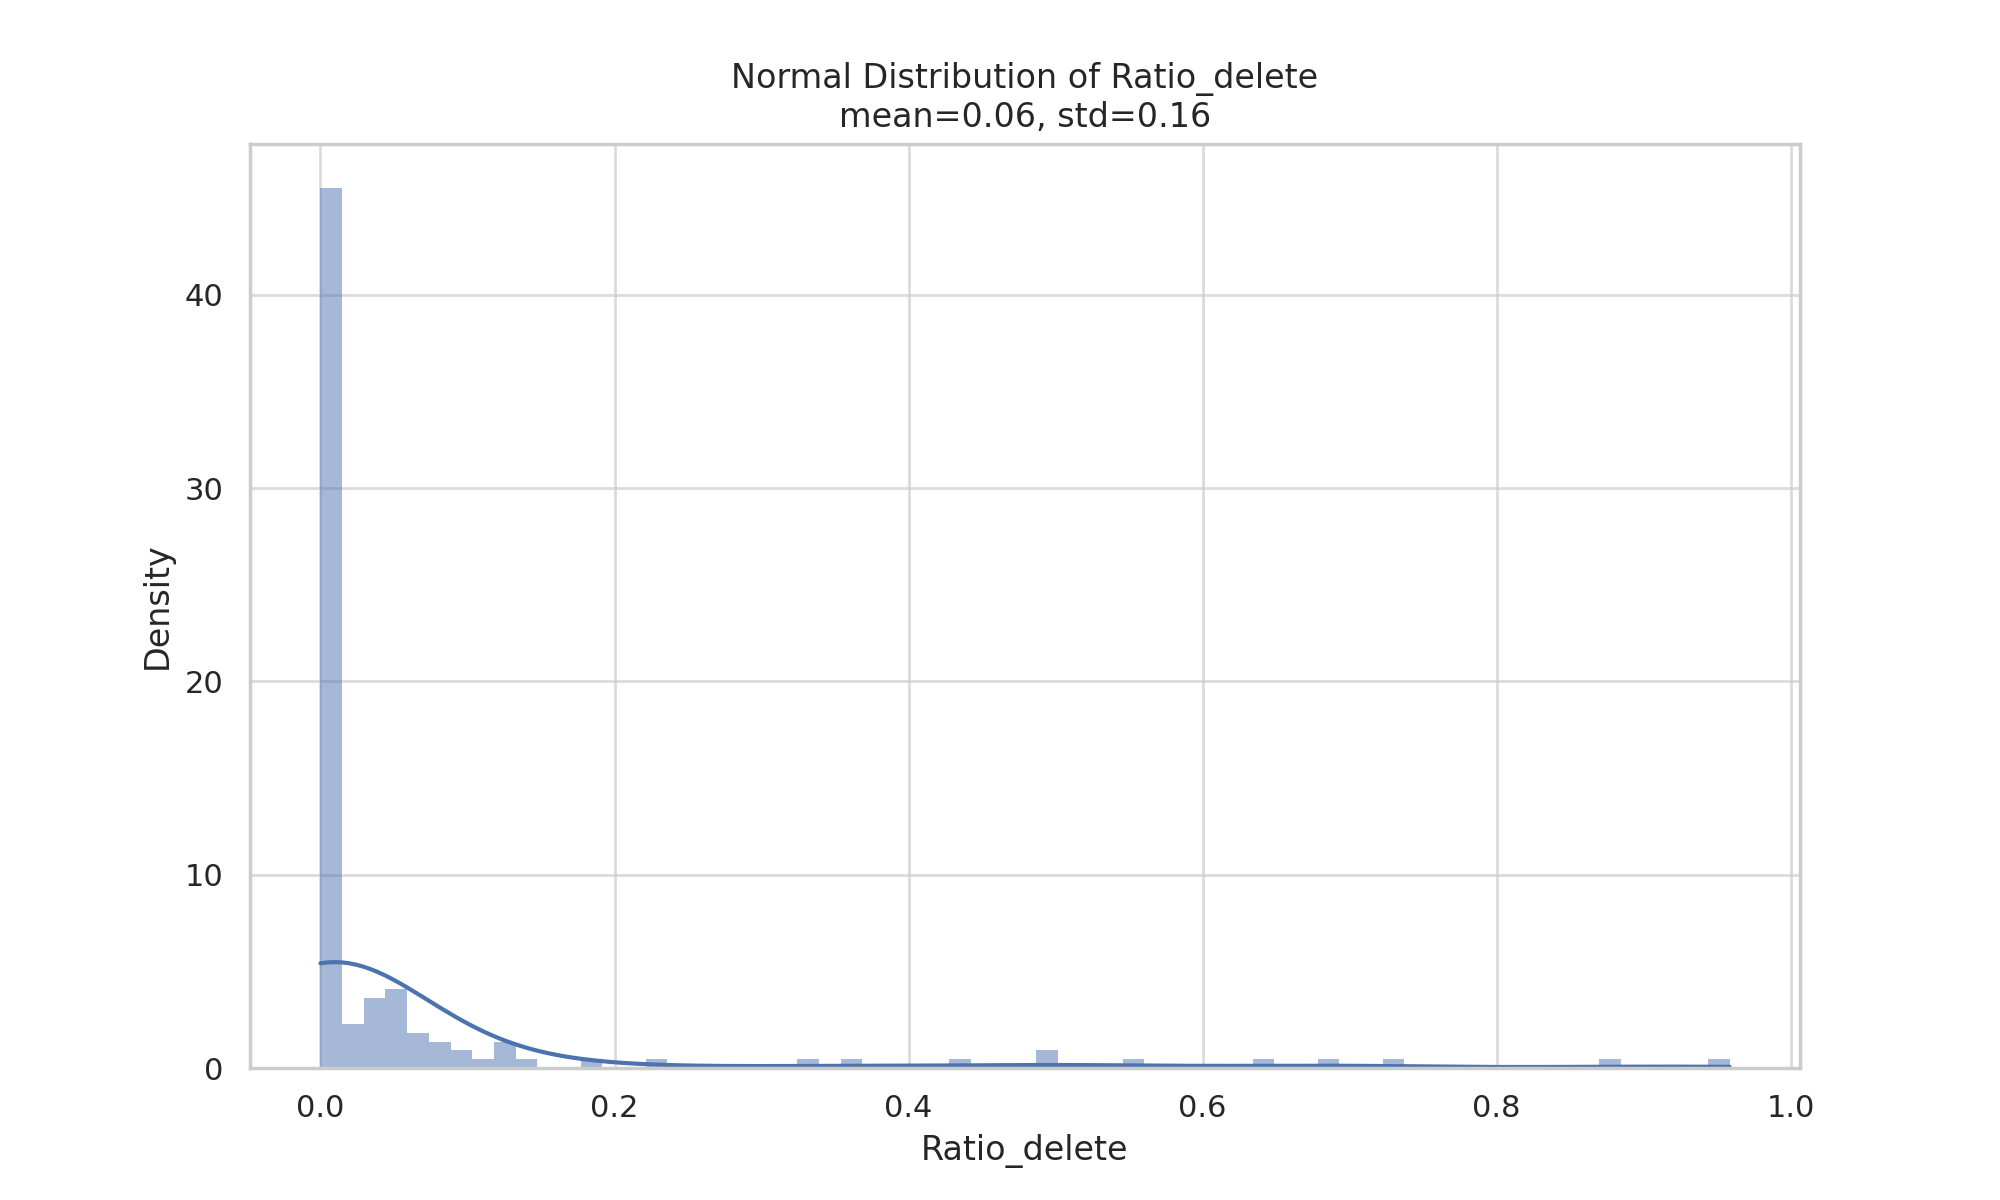 Normal Distribution of Ratio_delete
mean=0.06, std=0.16
40
30
20
10
0
Density
0.0 0.2 0.4 0.6 0.8 1.0
Ratio_delete